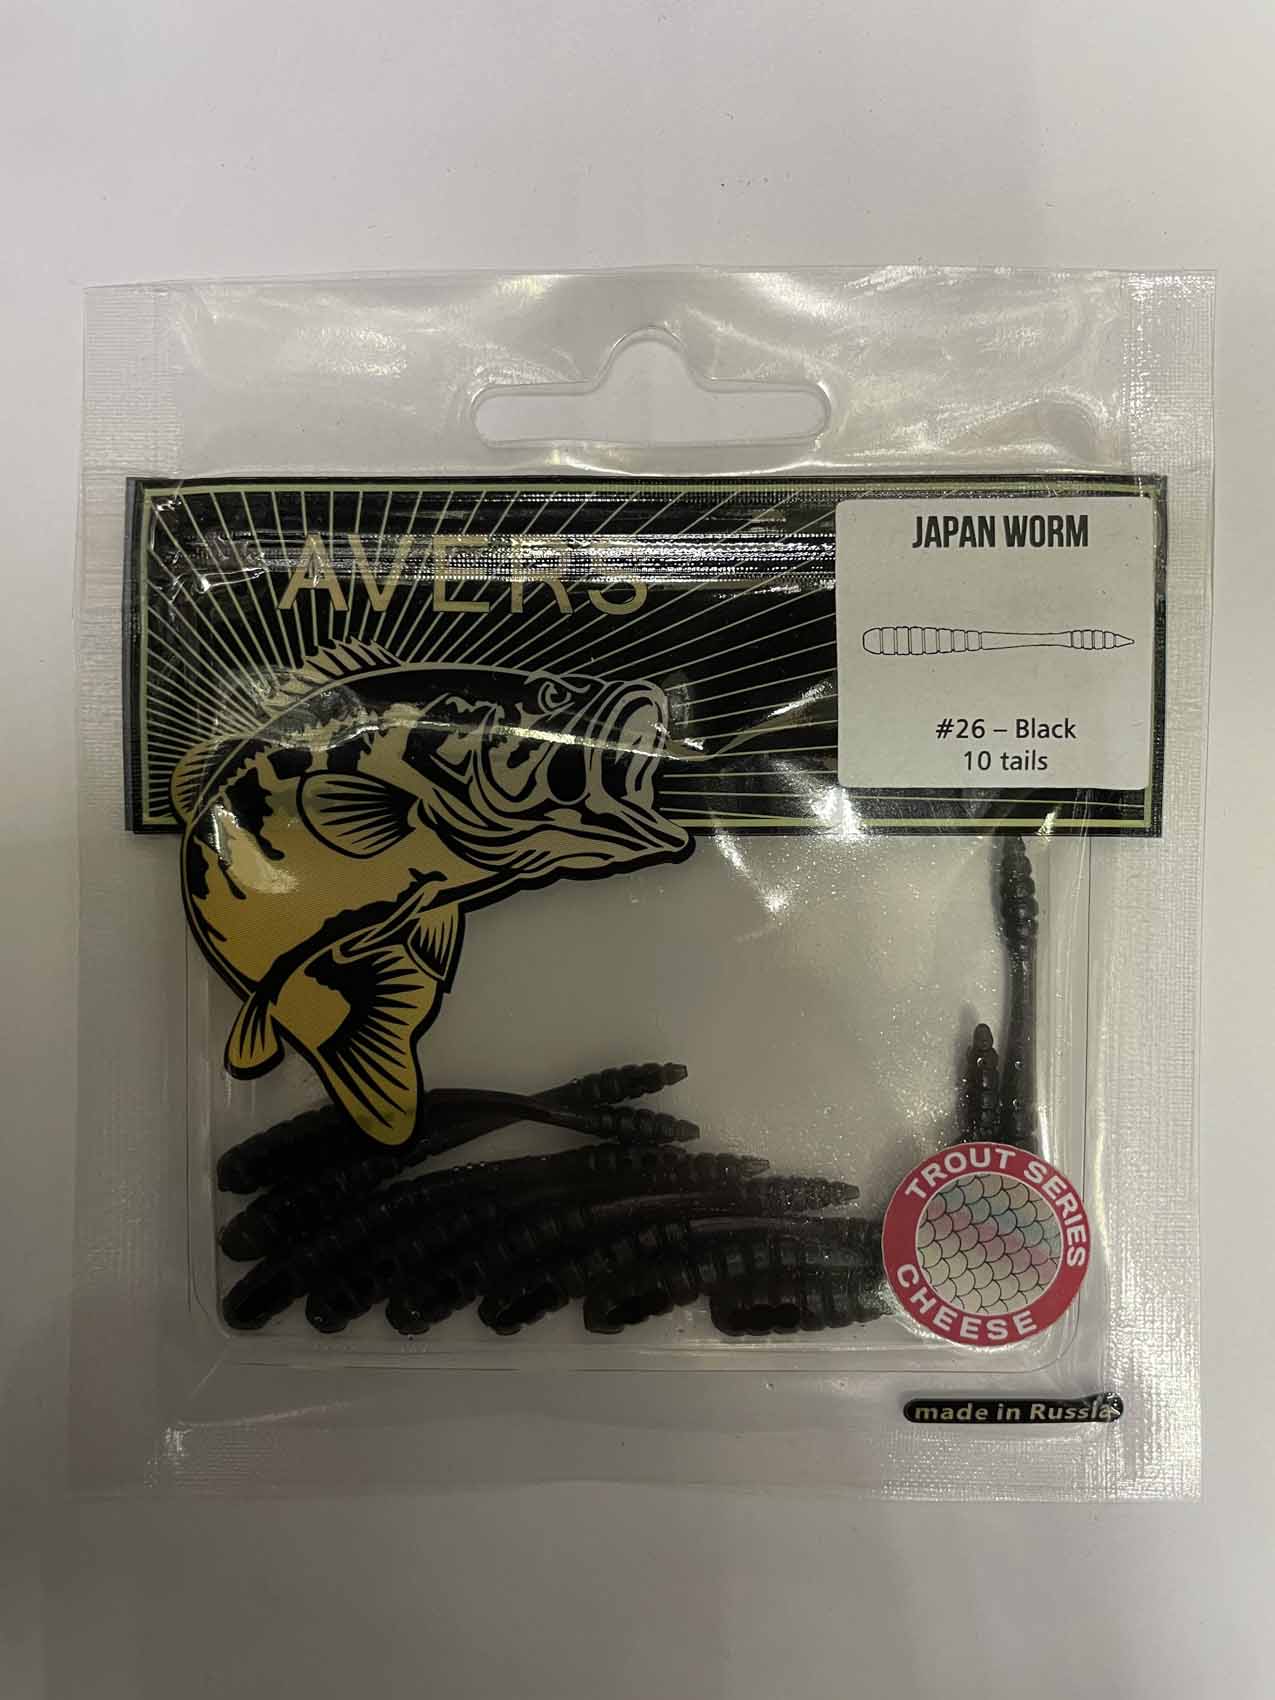 AVERS
JAPAN WORM
#26 – Black
10 tails
TROUT SERIES
CHEESE
made in Russia